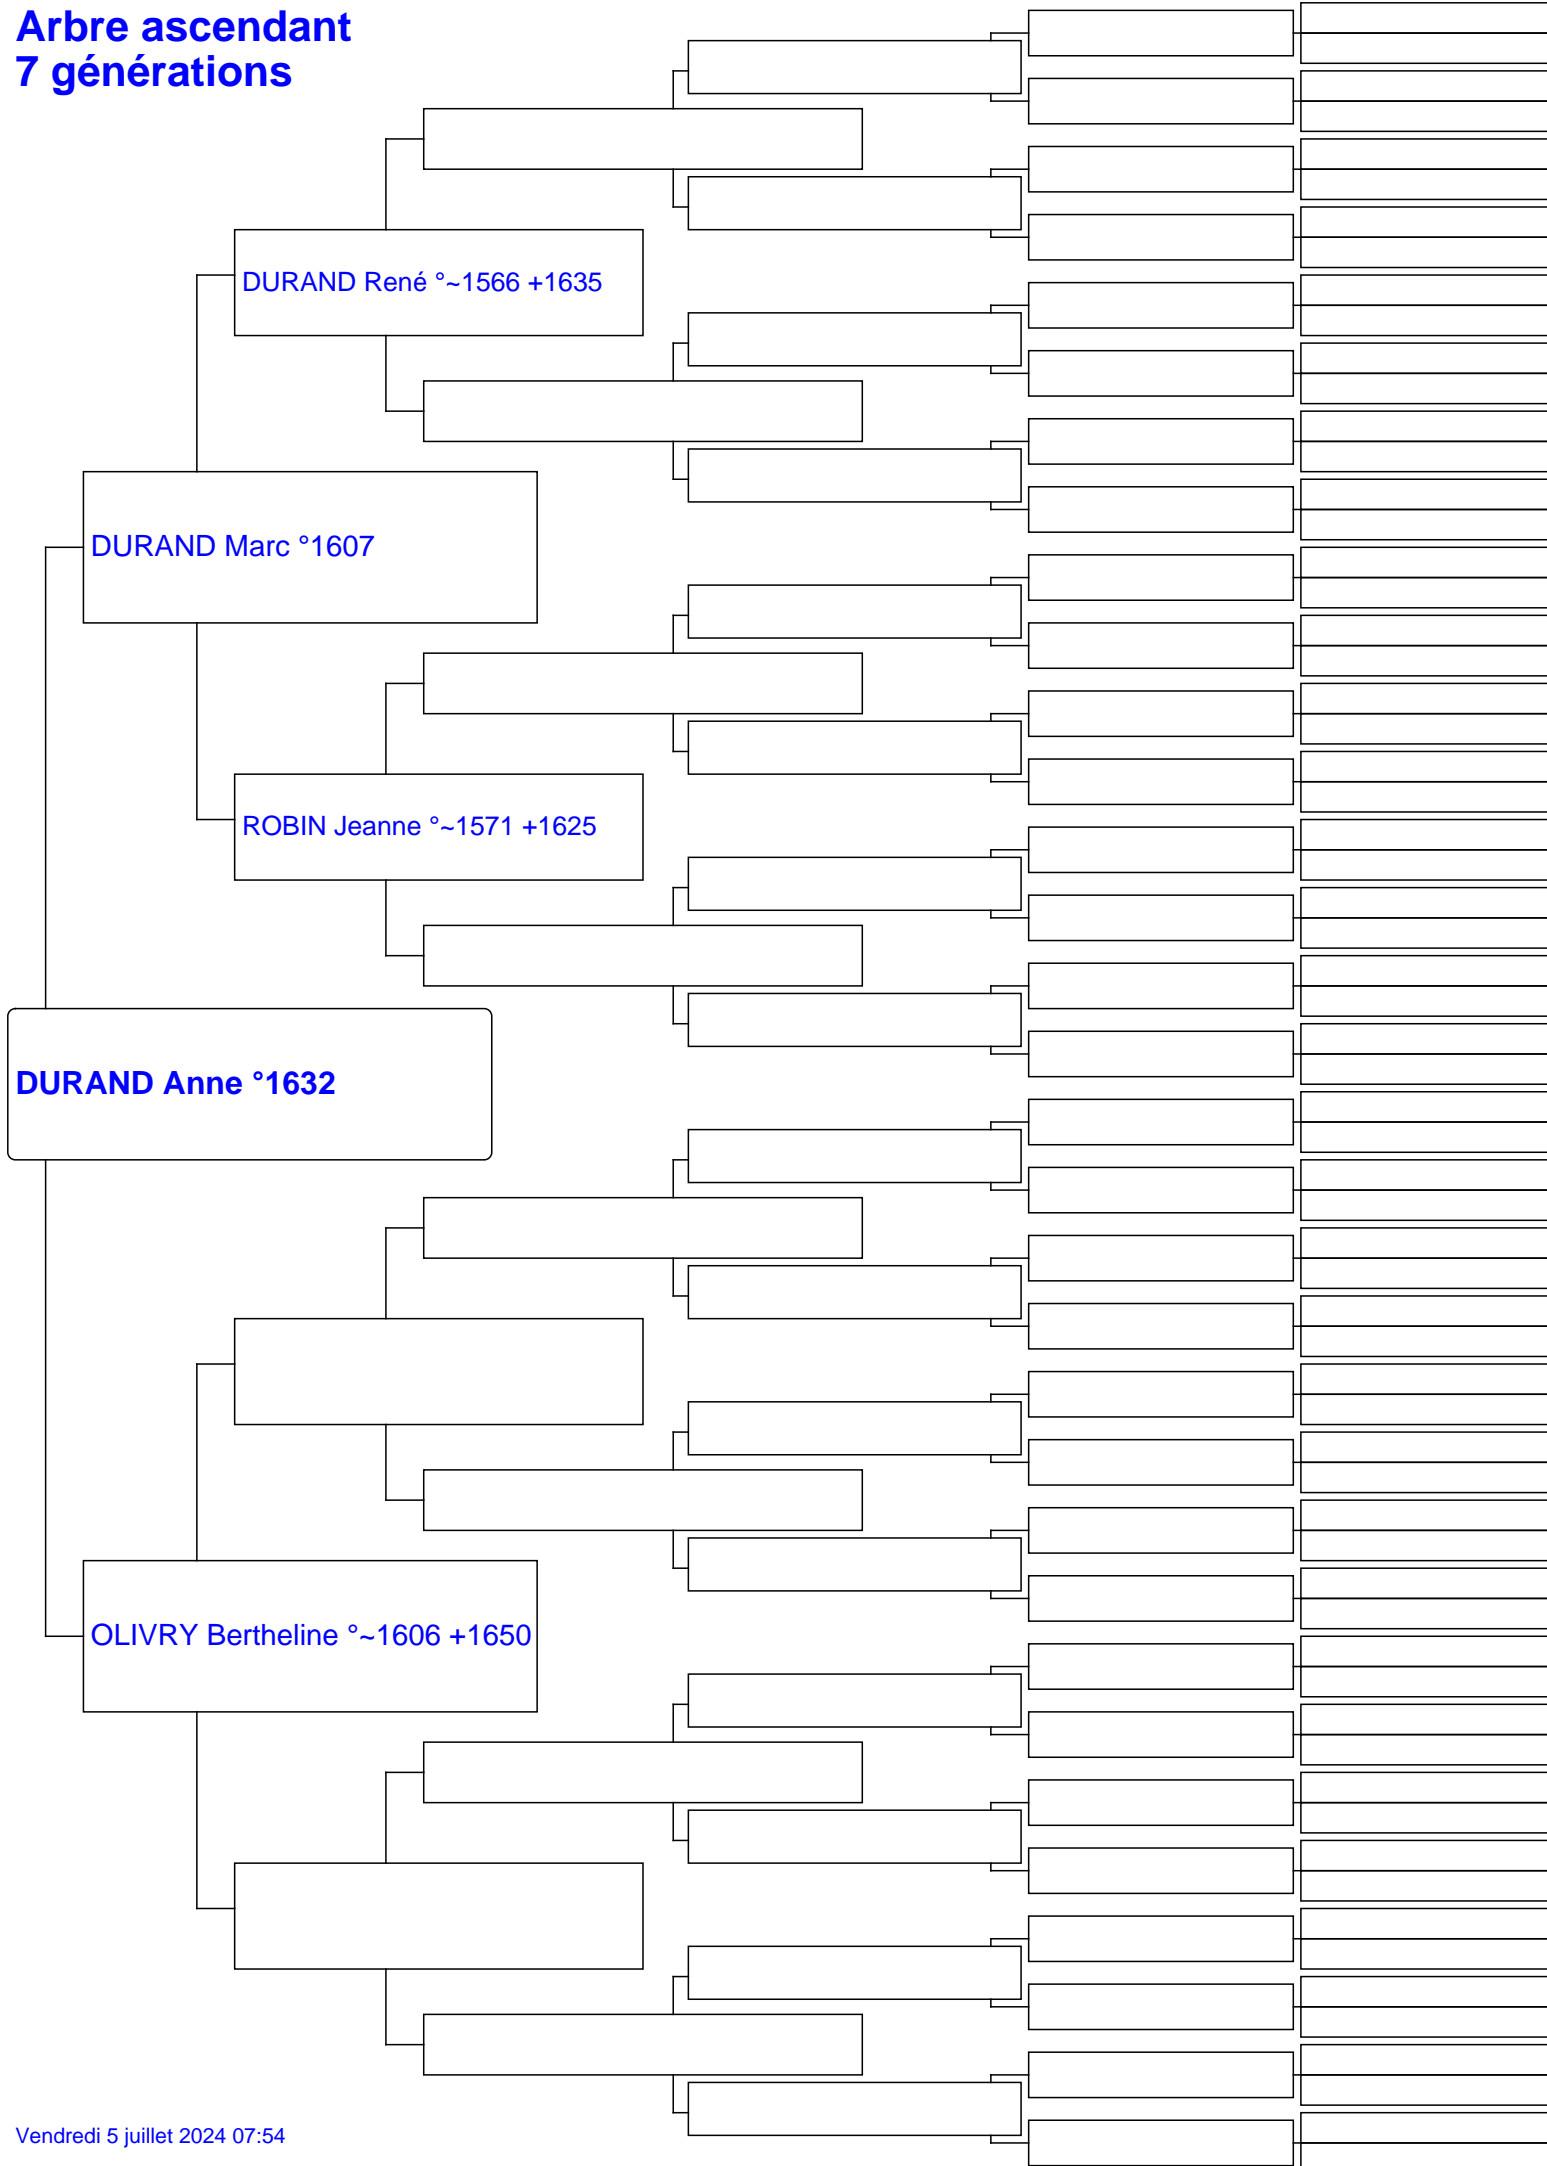 Arbre ascendant
7 générations
DURAND René °~1566 +1635
DURAND Marc °1607
ROBIN Jeanne °~1571 +1625
DURAND Anne °1632
OLIVRY Bertheline °~1606 +1650
Vendredi 5 juillet 2024 07:54